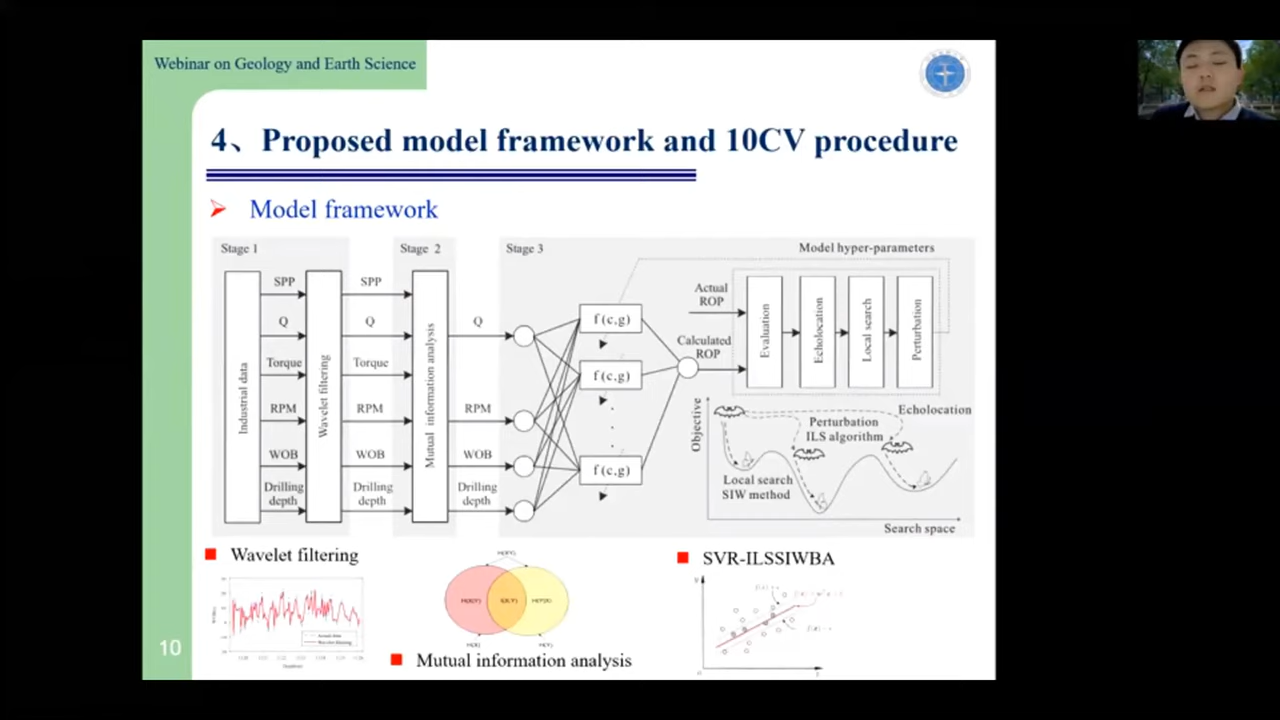 Webinar on Geology and Earth Science
4、Proposed model framework and 10CV procedure
Model framework
Stage 1
Stage 2
Stage 3
Model hyper-parameters
Industrial data
SPP
Q
Torque
RPM
WOB
Drilling
depth
Wavelet filtering
SPP
Q
Torque
RPM
WOB
Drilling
depth
Mutual information analysis
Q
RPM
WOB
Drilling
depth
f(c,g)
f(c,g)
f(c,g)
Actual
ROP
Calculated
ROP
Evaluation
Echolocation
Local search
Perturbation
Objective
Echolocation
Perturbation
ILS algorithm
Local search
SIW method
Search space
Wavelet filtering
Mutual information analysis
SVR-ILSSIWBA
10